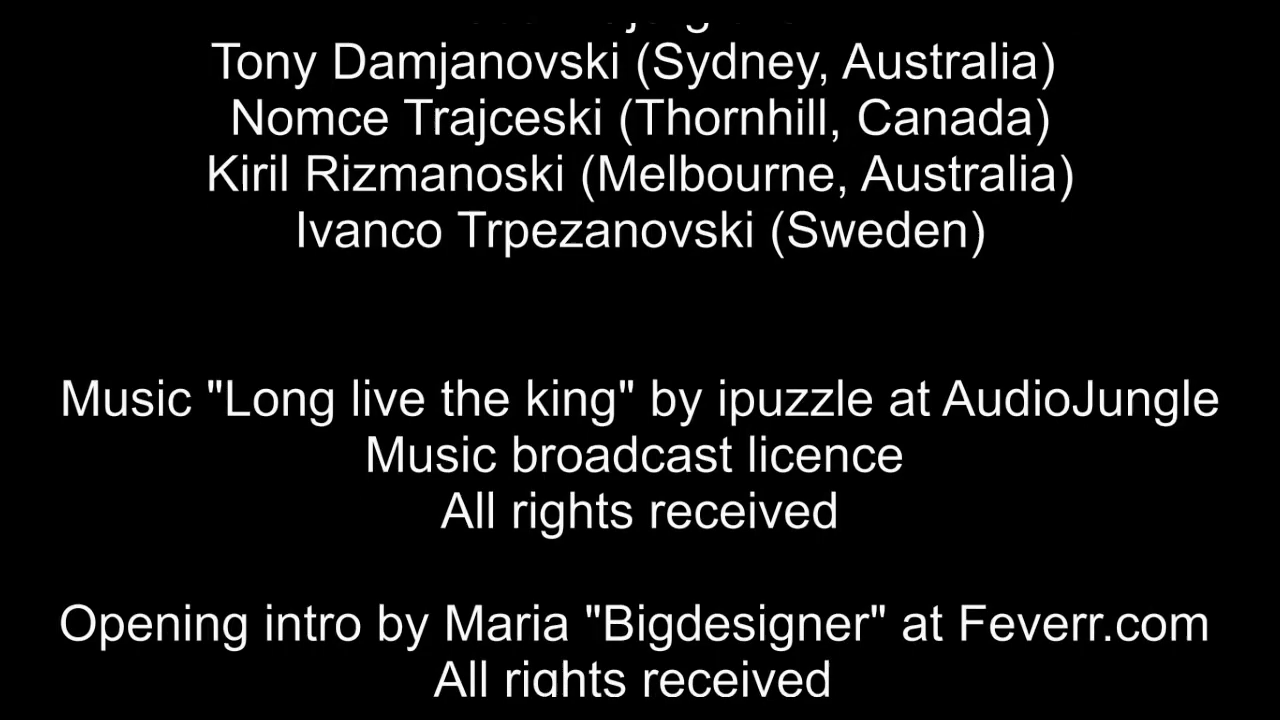 Tony Damjanovski (Sydney, Australia)
Nomce Trajceski (Thornhill, Canada)
Kiril Rizmanoski (Melbourne, Australia)
Ivanco Trpezanovski (Sweden)
Music "Long live the king" by ipuzzle at AudioJungle
Music broadcast licence
All rights received
Opening intro by Maria "Bigdesigner" at Feverr.com
All rights received